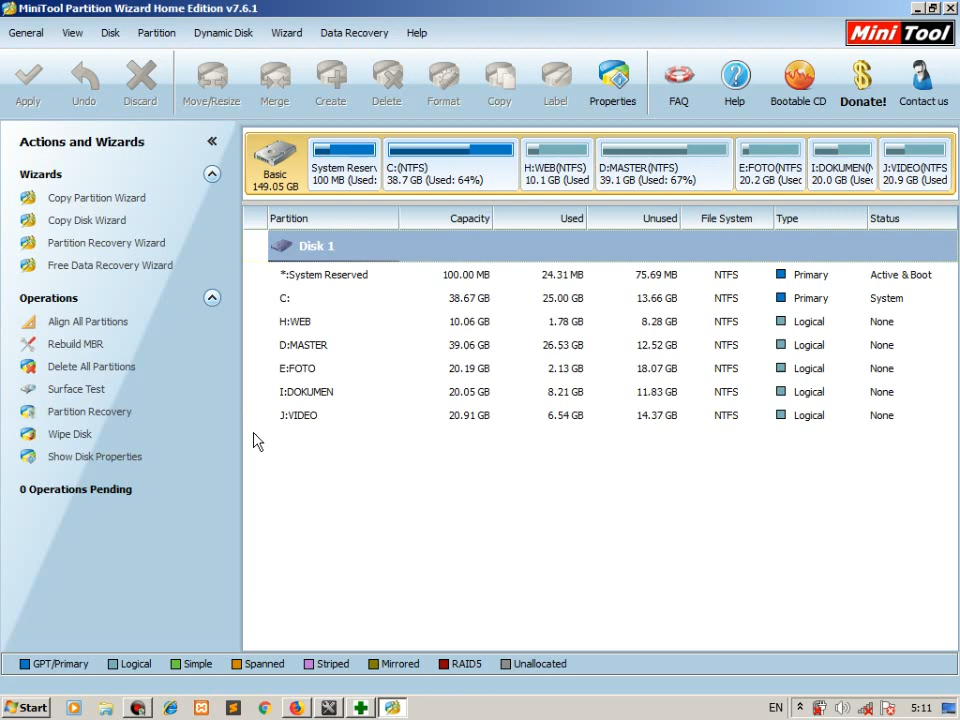 MiniTool Partition Wizard Home Edition v7.6.1
General View Disk Partition Dynamic Disk Wizard Data Recovery Help
Mini Tool
Apply Undo Discard Move/Resize Merge Create Delete Format Copy Label Properties FAQ Help Bootable CD Donate! Contact us
Actions and Wizards
Wizards
Copy Partition Wizard
Copy Disk Wizard
Partition Recovery Wizard
Free Data Recovery Wizard
Operations
Align All Partitions
Rebuild MBR
Delete All Partitions
Surface Test
Partition Recovery
Wipe Disk
Show Disk Properties
0 Operations Pending
Basic
149.05 GB
System Reserv
100 MB (Used:
C:(NTFS)
38.7 GB (Used: 64%)
H:WEB(NTFS)
10.1 GB (Used
D:MASTER(NTFS)
39.1 GB (Used: 67%)
E:FOTO(NTFS
20.2 GB (Used
I:DOKUMEN(N
20.0 GB (Used
J:VIDEO(NTFS
20.9 GB (Used
Partition Capacity Used Unused File System Type Status
Disk 1
*:System Reserved 100.00 MB 24.31 MB 75.69 MB NTFS Primary Active & Boot
C: 38.67 GB 25.00 GB 13.66 GB NTFS Primary System
H:WEB 10.06 GB 1.78 GB 8.28 GB NTFS Logical None
D:MASTER 39.06 GB 26.53 GB 12.52 GB NTFS Logical None
E:FOTO 20.19 GB 2.13 GB 18.07 GB NTFS Logical None
I:DOKUMEN 20.05 GB 8.21 GB 11.83 GB NTFS Logical None
J:VIDEO 20.91 GB 6.54 GB 14.37 GB NTFS Logical None
GPT/Primary Logical Simple Spanned Striped Mirrored RAID5 Unallocated
Start EN 5:11